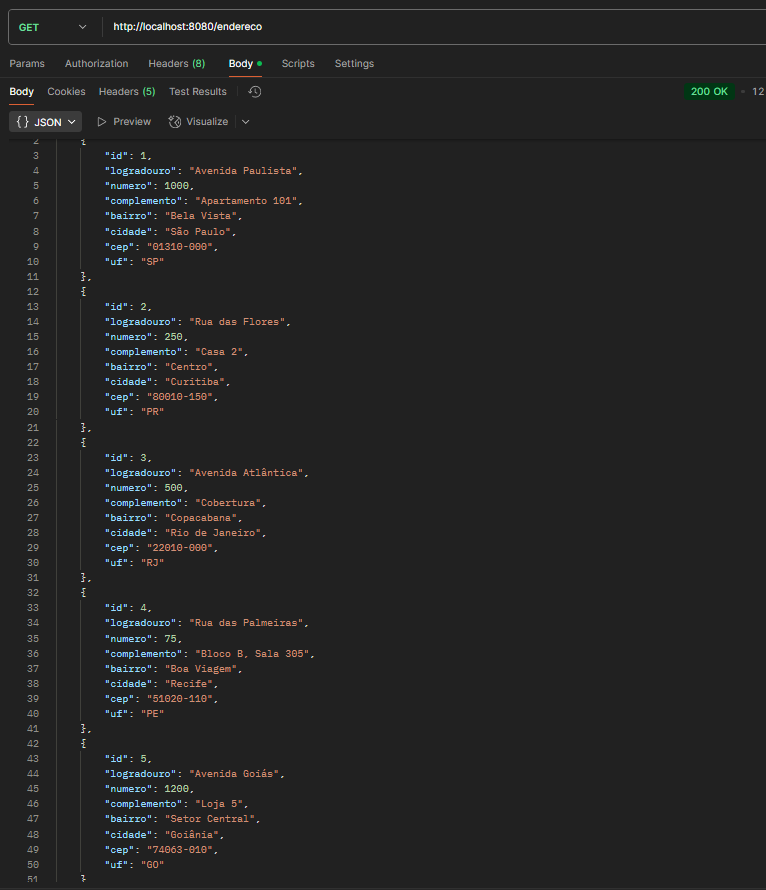 GET http://localhost:8080/endereco
Params Authorization Headers (8) Body Scripts Settings
Body Cookies Headers (5) Test Results 200 OK 12
{} JSON Preview Visualize
2 {
3 "id": 1,
4 "logradouro": "Avenida Paulista",
5 "numero": 1000,
6 "complemento": "Apartamento 101",
7 "bairro": "Bela Vista",
8 "cidade": "São Paulo",
9 "cep": "01310-000",
10 "uf": "SP"
11 },
12 {
13 "id": 2,
14 "logradouro": "Rua das Flores",
15 "numero": 250,
16 "complemento": "Casa 2",
17 "bairro": "Centro",
18 "cidade": "Curitiba",
19 "cep": "80010-150",
20 "uf": "PR"
21 },
22 {
23 "id": 3,
24 "logradouro": "Avenida Atlântica",
25 "numero": 500,
26 "complemento": "Cobertura",
27 "bairro": "Copacabana",
28 "cidade": "Rio de Janeiro",
29 "cep": "22010-000",
30 "uf": "RJ"
31 },
32 {
33 "id": 4,
34 "logradouro": "Rua das Palmeiras",
35 "numero": 75,
36 "complemento": "Bloco B, Sala 305",
37 "bairro": "Boa Viagem",
38 "cidade": "Recife",
39 "cep": "51020-110",
40 "uf": "PE"
41 },
42 {
43 "id": 5,
44 "logradouro": "Avenida Goiás",
45 "numero": 1200,
46 "complemento": "Loja 5",
47 "bairro": "Setor Central",
48 "cidade": "Goiânia",
49 "cep": "74063-010",
50 "uf": "GO"
51 }